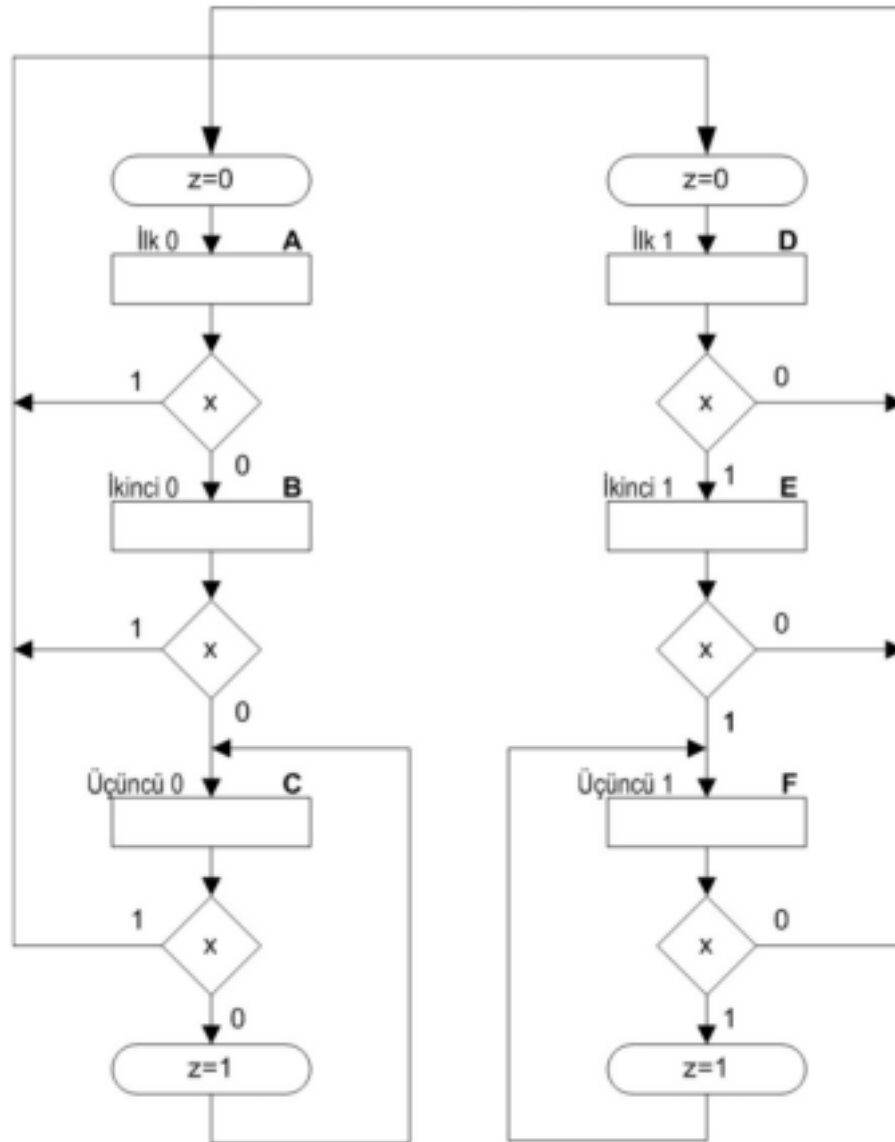 z=0 z=0
İlk 0 A İlk 1 D
1 x x 0
0 1
İkinci 0 B İkinci 1 E
1 x x 0
0 1
Üçüncü 0 C Üçüncü 1 F
1 x x 0
0 1
z=1 z=1